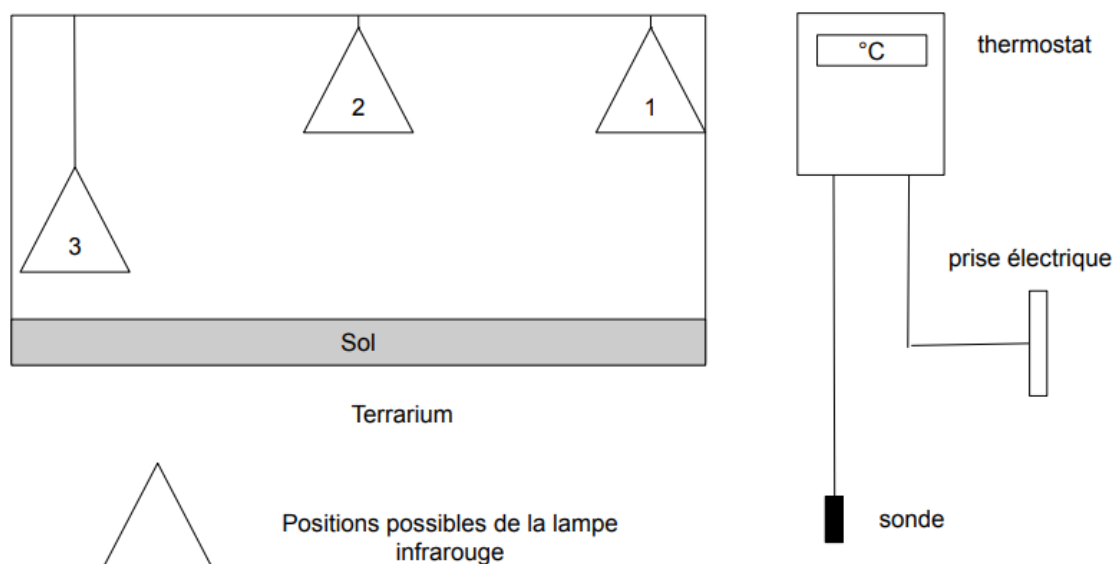 °C
thermostat
2
1
3
prise électrique
Sol
Terrarium
sonde
Positions possibles de la lampe
infrarouge